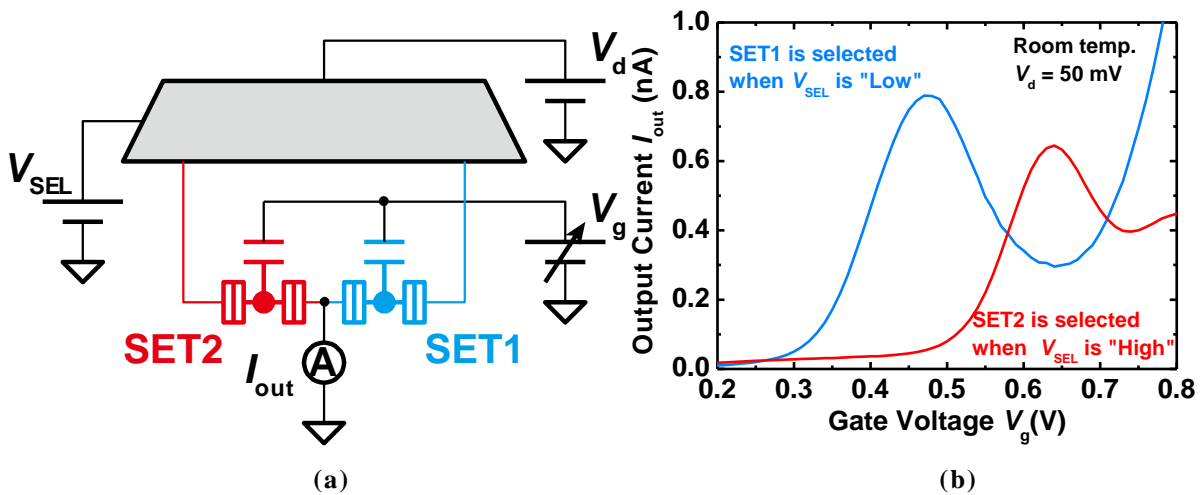 V_d
V_SEL
V_g
SET2
SET1
I_out
A
(a)
Output Current I_out (nA)
1.0
0.8
0.6
0.4
0.2
0.0
SET1 is selected
when V_SEL is "Low"
Room temp.
V_d = 50 mV
SET2 is selected
when V_SEL is "High"
0.2 0.3 0.4 0.5 0.6 0.7 0.8
Gate Voltage V_g(V)
(b)